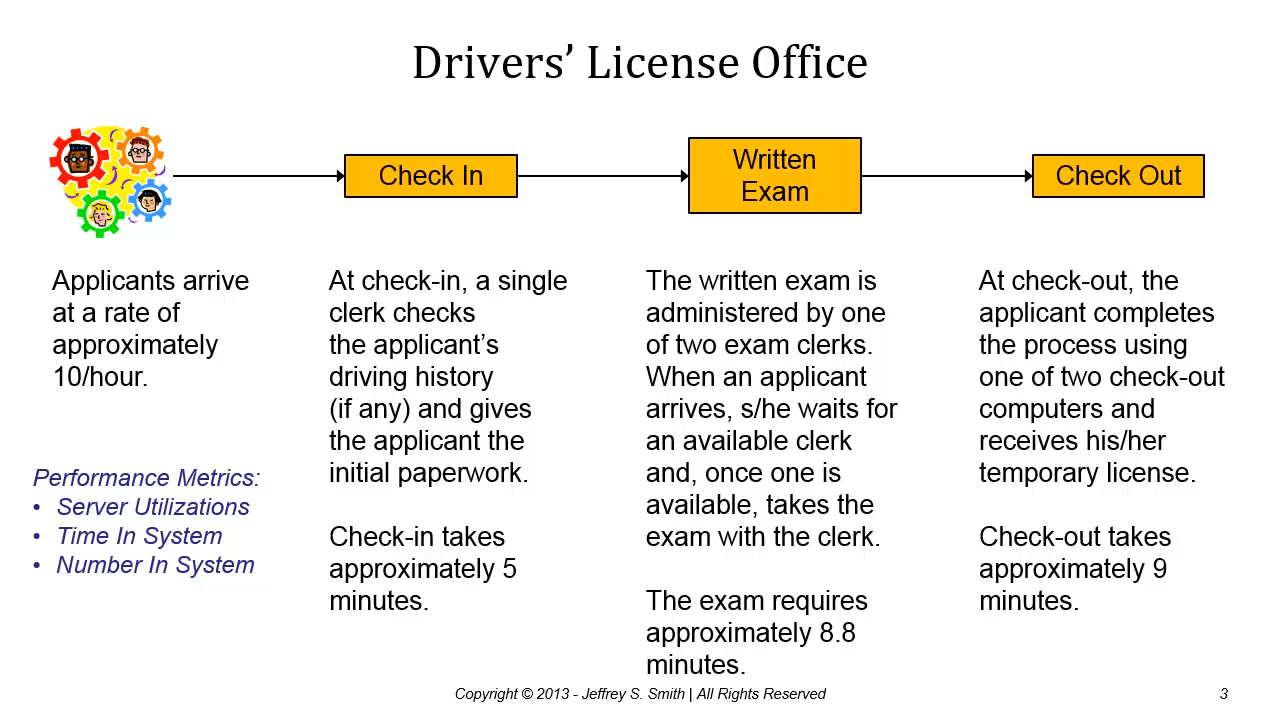 Drivers’ License Office
Check In
Written
Exam
Check Out
Applicants arrive
at a rate of
approximately
10/hour.
Performance Metrics:
• Server Utilizations
• Time In System
• Number In System
At check-in, a single
clerk checks
the applicant’s
driving history
(if any) and gives
the applicant the
initial paperwork.
Check-in takes
approximately 5
minutes.
The written exam is
administered by one
of two exam clerks.
When an applicant
arrives, s/he waits for
an available clerk
and, once one is
available, takes the
exam with the clerk.
The exam requires
approximately 8.8
minutes.
At check-out, the
applicant completes
the process using
one of two check-out
computers and
receives his/her
temporary license.
Check-out takes
approximately 9
minutes.
Copyright © 2013 - Jeffrey S. Smith | All Rights Reserved
3